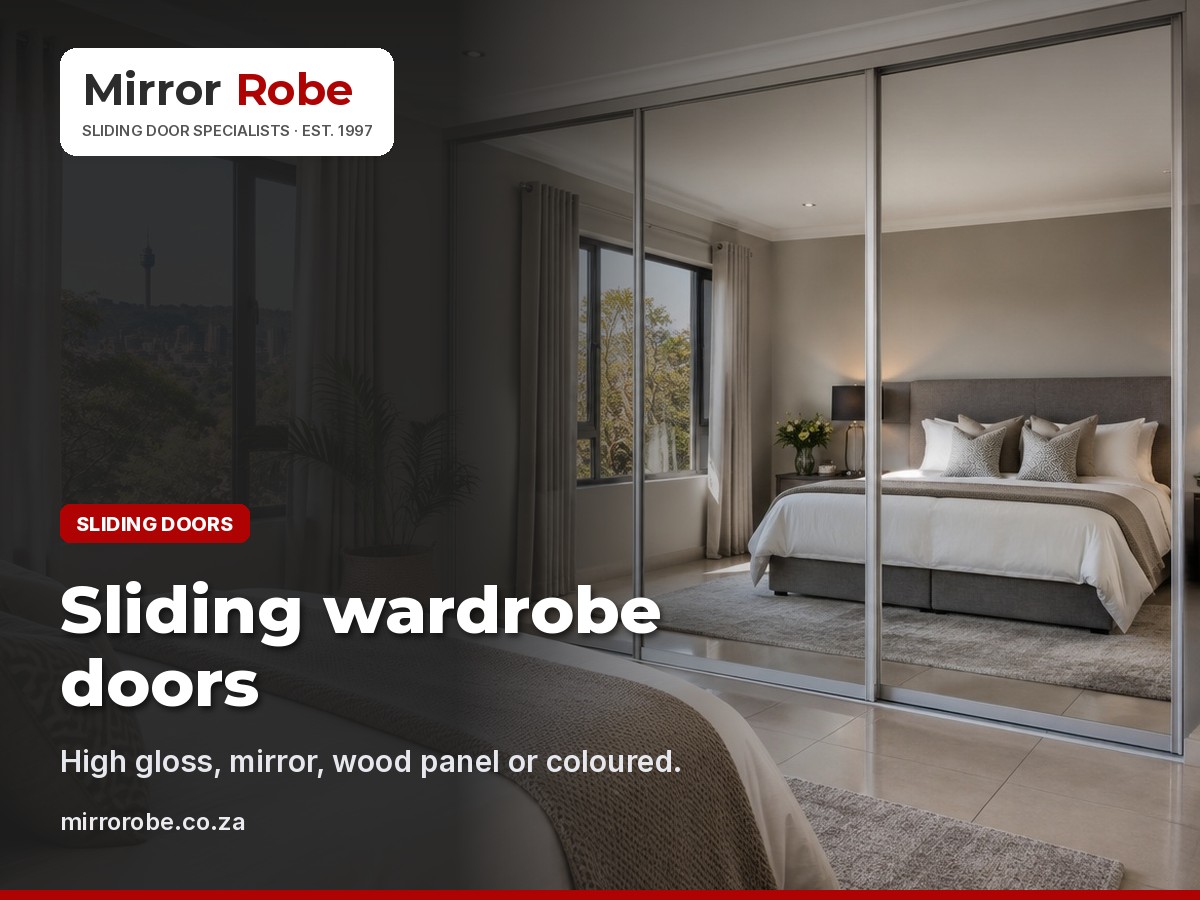 Mirror Robe
SLIDING DOOR SPECIALISTS · EST. 1997
SLIDING DOORS
Sliding wardrobe
doors
High gloss, mirror, wood panel or coloured.
mirrorobe.co.za